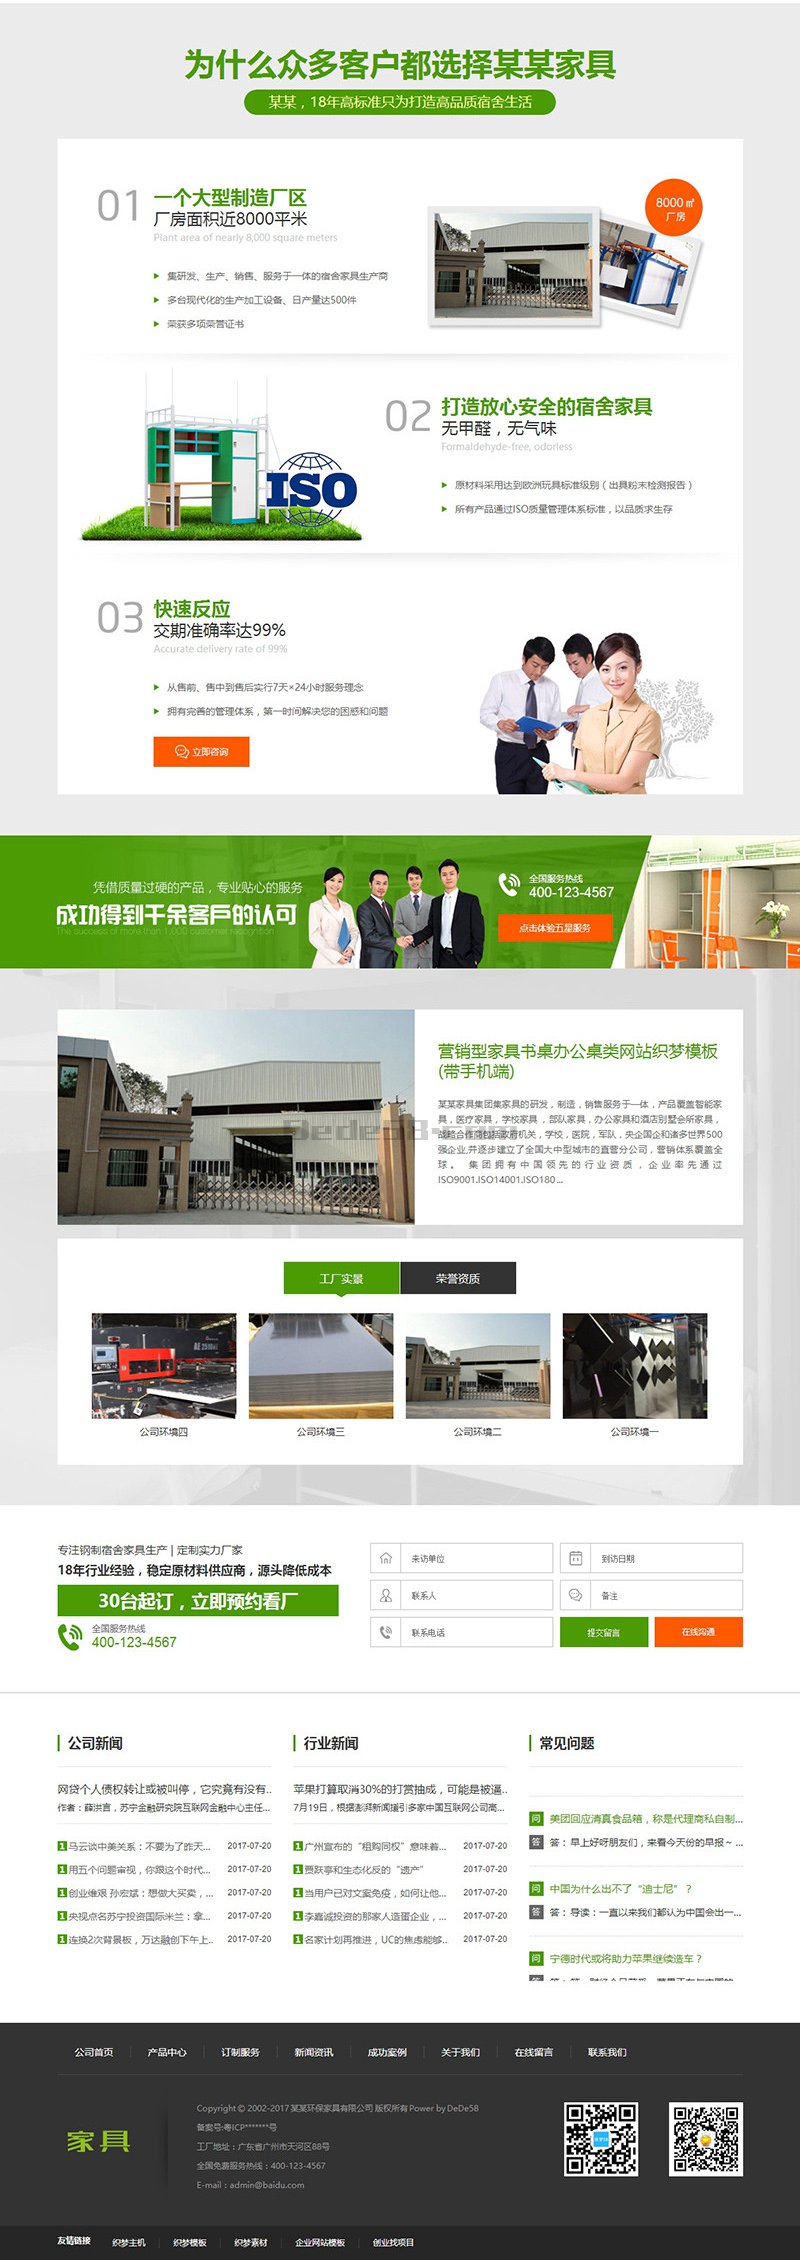 为什么众多客户都选择某某家具
某某，18年高标准只为打造高品质宿舍生活
01
一个大型制造厂区
厂房面积近8000平米
Plant area of nearly 8,000 square meters
集研发、生产、销售、服务于一体的宿舍家具生产商
多台现代化的生产加工设备、日产量达500件
荣获多项荣誉证书
8000㎡
厂房
02
打造放心安全的宿舍家具
无甲醛，无气味
Formaldehyde-free, odorless
原材料采用达到欧洲玩具标准级别（出具粉末检测报告）
所有产品通过ISO质量管理体系标准，以品质求生存
ISO
03
快速反应
交期准确率达99%
Accurate delivery rate of 99%
从售前、售中到售后实行7天×24小时服务理念
拥有完善的管理体系，第一时间解决您的困惑和问题
立即咨询
凭借质量过硬的产品，专业贴心的服务
成功得到千余客户的认可
The success of more than 1,000 customer recognition
全国服务热线
400-123-4567
点击体验五星服务
营销型家具书桌办公桌类网站织梦模板
(带手机端)
某某家具集团集家具的研发，制造，销售服务于一体，产品覆盖智能家
具，医疗家具，学校家具，部队家具，办公家具和酒店别墅会所家具，
战略合作商包括政府机关，学校，医院，军队，央企国企和诸多世界500
强企业,并逐步建立了全国大中型城市的直营分公司，营销体系覆盖全
球。 集团拥有中国领先的行业资质，企业率先通过
ISO9001.ISO14001.ISO180...
Dede58.com
工厂实景
荣誉资质
公司环境四
公司环境三
公司环境二
公司环境一
专注钢制宿舍家具生产 | 定制实力厂家
18年行业经验，稳定原材料供应商，源头降低成本
30台起订，立即预约看厂
全国服务热线
400-123-4567
来访单位
到访日期
联系人
备注
联系电话
提交留言
在线沟通
公司新闻
网贷个人债权转让或被叫停，它究竟有没有..
作者：薛洪言，苏宁金融研究院互联网金融中心主任...
1 马云谈中美关系：不要为了昨天... 2017-07-20
1 用五个问题审视，你跟这个时代... 2017-07-20
1 创业维艰 孙宏斌：想做大买卖，... 2017-07-20
1 央视点名苏宁投资国际米兰：拿... 2017-07-20
1 连换2次背景板，万达融创下午上.. 2017-07-20
行业新闻
苹果打算取消30%的打赏抽成，可能是被逼..
7月19日，根据澎湃新闻援引多家中国互联网公司高...
1 广州宣布的“租购同权”意味着... 2017-07-20
1 贾跃亭和生态化反的“遗产” 2017-07-20
1 当用户已对文案免疫，如何让他... 2017-07-20
1 李嘉诚投资的那家人造蛋企业，... 2017-07-20
1 名家计划再推进，UC的焦虑能够.. 2017-07-20
常见问题
问 美团回应清真食品箱，称是代理商私自制...
答 答：早上好呀朋友们，来看今天份的早报~ ...
问 中国为什么出不了“迪士尼”？
答 答：导读：一直以来我们都认为中国会出一...
问 宁德时代或将助力苹果继续造车？
公司首页
产品中心
订制服务
新闻资讯
成功案例
关于我们
在线留言
联系我们
家具
Copyright © 2002-2017 某某环保家具有限公司 版权所有 Power by DeDe58
备案号:粤ICP*******号
工厂地址：广东省广州市天河区88号
全国免费服务热线：400-123-4567
E-mail：admin@baidu.com
友情链接
织梦主机
织梦模板
织梦素材
企业网站模板
创业找项目